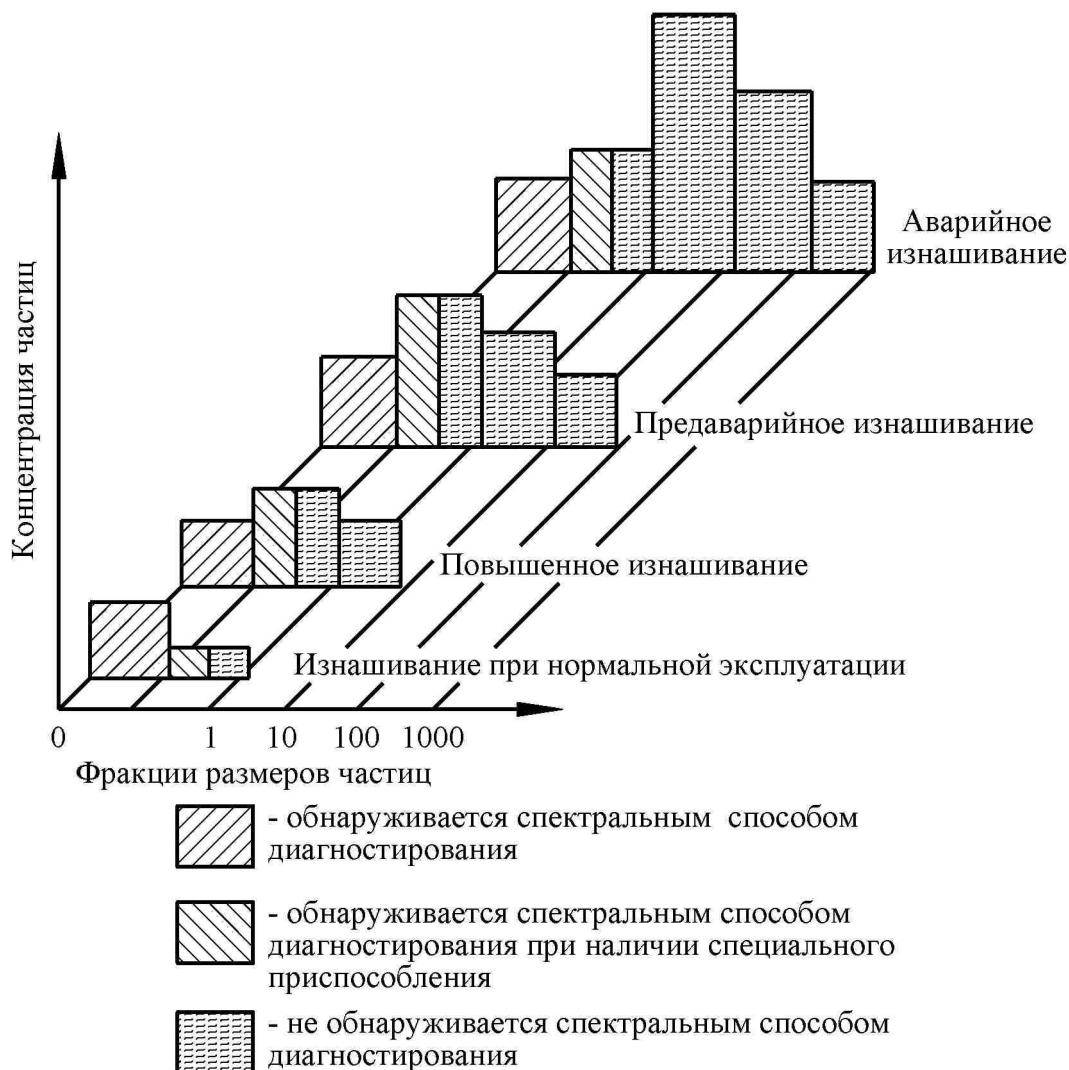 Концентрация частиц
Аварийное
изнашивание
Предаварийное изнашивание
Повышенное изнашивание
Изнашивание при нормальной эксплуатации
0 1 10 100 1000
Фракции размеров частиц
- обнаруживается спектральным способом
диагностирования
- обнаруживается спектральным способом
диагностирования при наличии специального
приспособления
- не обнаруживается спектральным способом
диагностирования